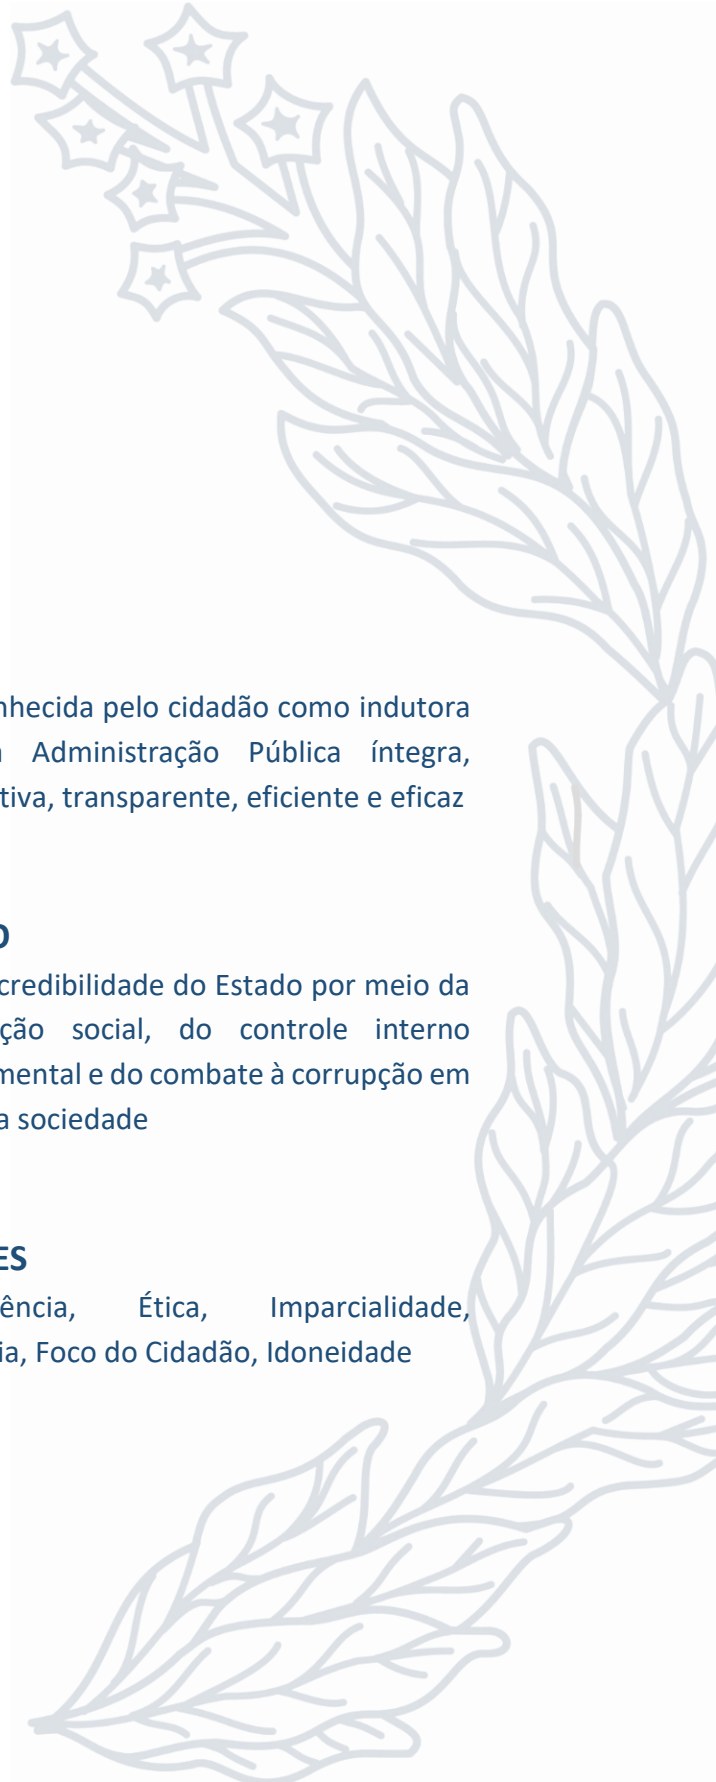 nhecida pelo cidadão como indutora
Administração Pública íntegra,
tiva, transparente, eficiente e eficaz
O
credibilidade do Estado por meio da
ção social, do controle interno
mental e do combate à corrupção em
a sociedade
ES
ência, Ética, Imparcialidade,
ia, Foco do Cidadão, Idoneidade